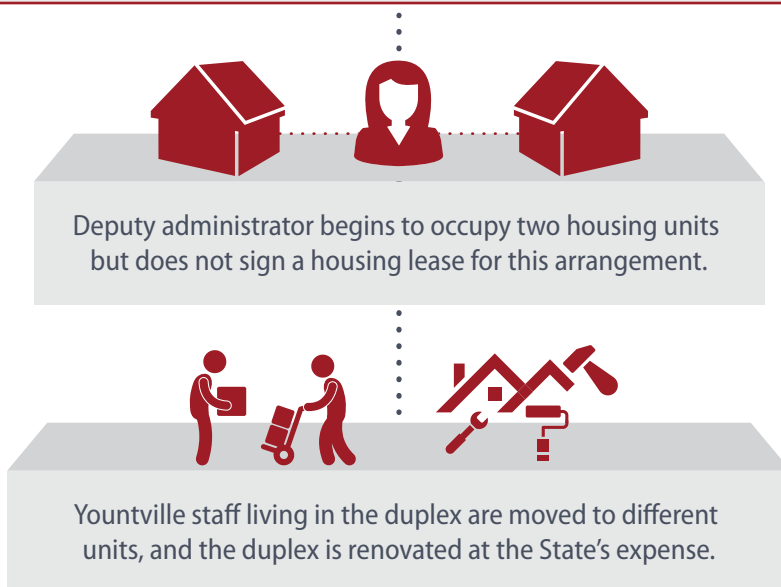 Deputy administrator begins to occupy two housing units
but does not sign a housing lease for this arrangement.
Yountville staff living in the duplex are moved to different
units, and the duplex is renovated at the State’s expense.